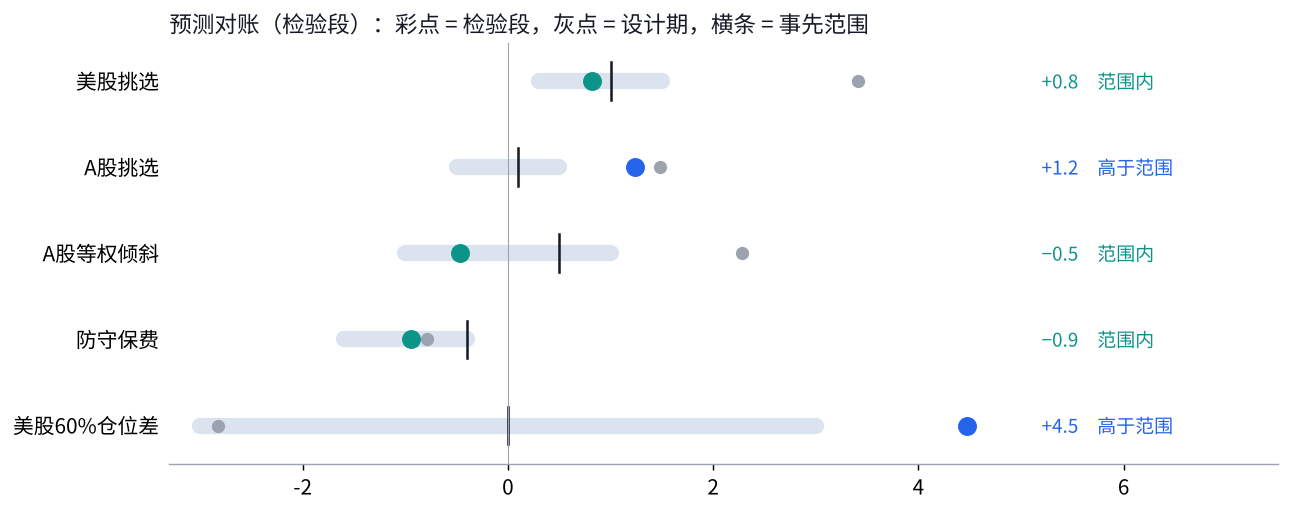 预测对账（检验段）：彩点 = 检验段，灰点 = 设计期，横条 = 事先范围
美股挑选 +0.8 范围内
A股挑选 +1.2 高于范围
A股等权倾斜 −0.5 范围内
防守保费 −0.9 范围内
美股60%仓位差 +4.5 高于范围
-2 0 2 4 6